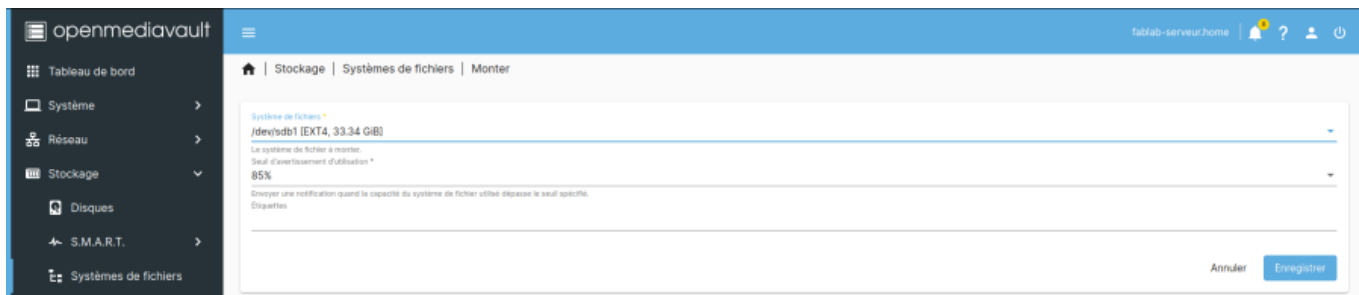 openmediavault
fablab-serveur.home
Tableau de bord
Système
Réseau
Stockage
Disques
S.M.A.R.T.
Systèmes de fichiers
| Stockage | Systèmes de fichiers | Monter
Système de fichiers *
/dev/sdb1 [EXT4, 33.34 GiB]
Le système de fichier à monter.
Seuil d'avertissement d'utilisation *
85%
Envoyer une notification quand la capacité du système de fichier utilisé dépasse le seuil spécifié.
Étiquettes
Annuler
Enregistrer